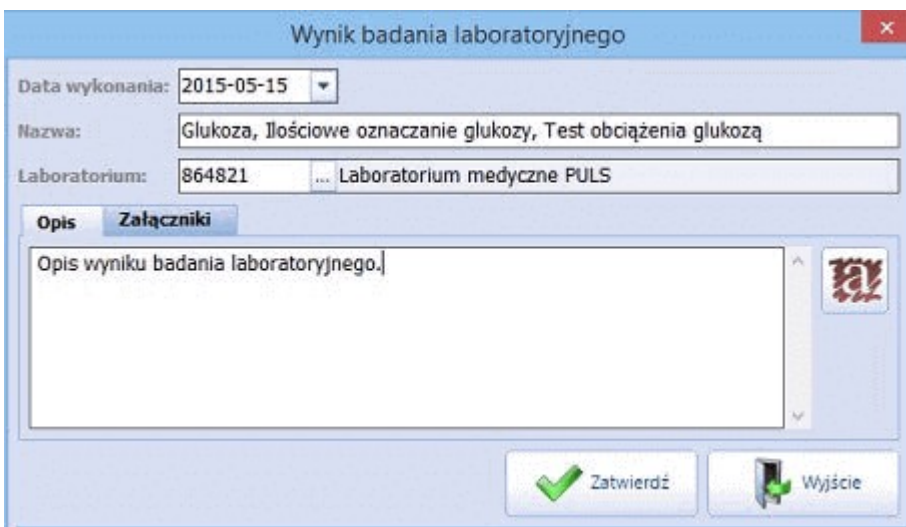 Wynik badania laboratoryjnego
Data wykonania: 2015-05-15
Nazwa: Glukoza, Ilościowe oznaczanie glukozy, Test obciążenia glukozą
Laboratorium: 864821 ... Laboratorium medyczne PULS
Opis Załączniki
Opis wyniku badania laboratoryjnego.
a
Zatwierdź Wyjście